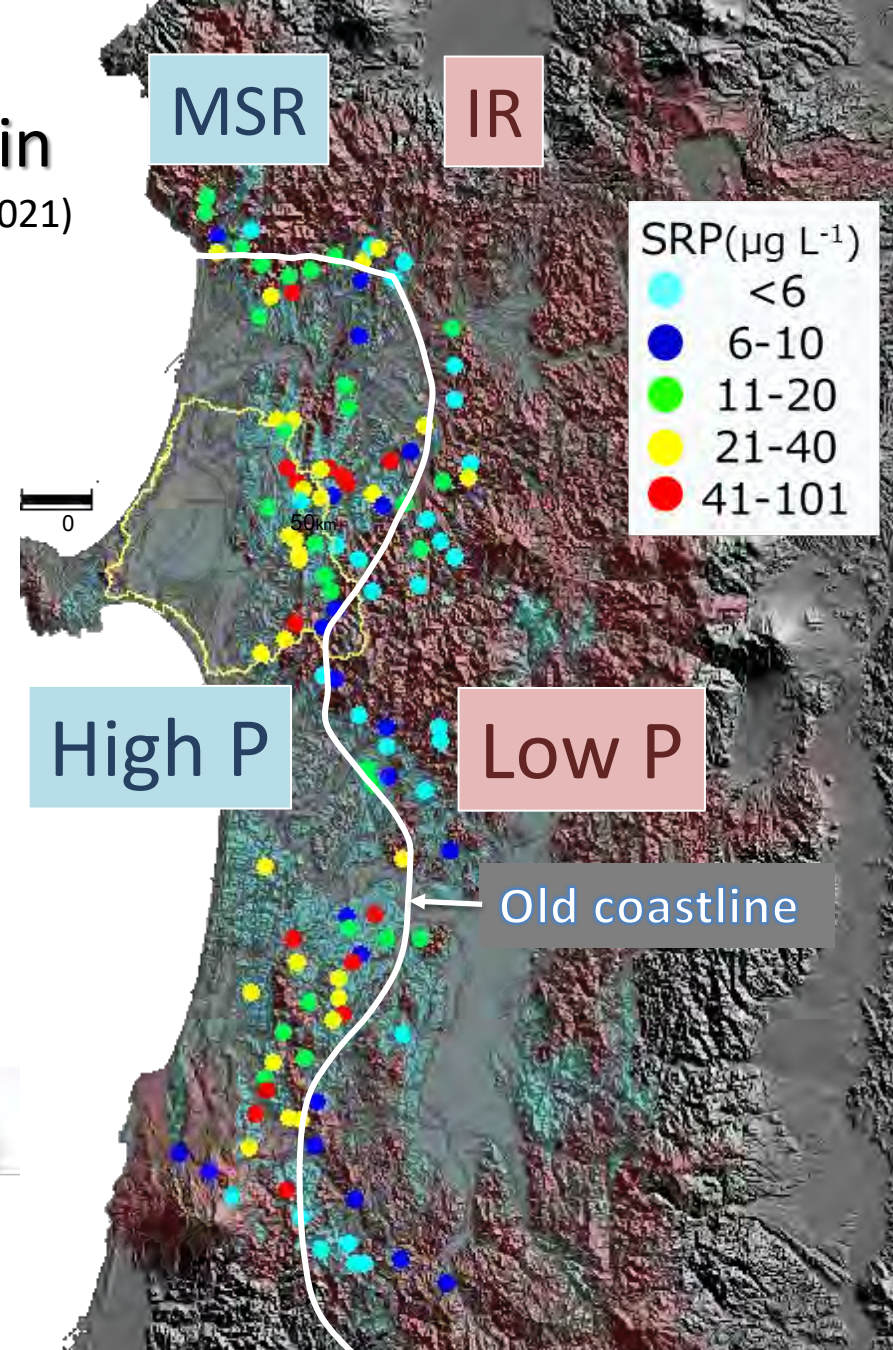 in
021)
MSR
IR
SRP(µg L-1)
<6
6-10
11-20
21-40
41-101
0
50km
High P
Low P
Old coastline